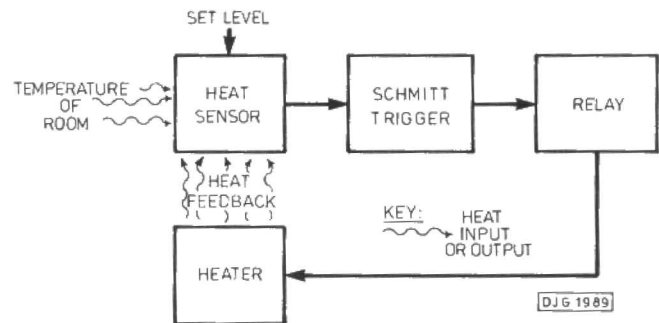 SET LEVEL
TEMPERATURE
OF
ROOM
HEAT
SENSOR
SCHMITT
TRIGGER
RELAY
HEAT
FEEDBACK
KEY:
HEAT
INPUT
OR OUTPUT
HEATER
DJG 1989